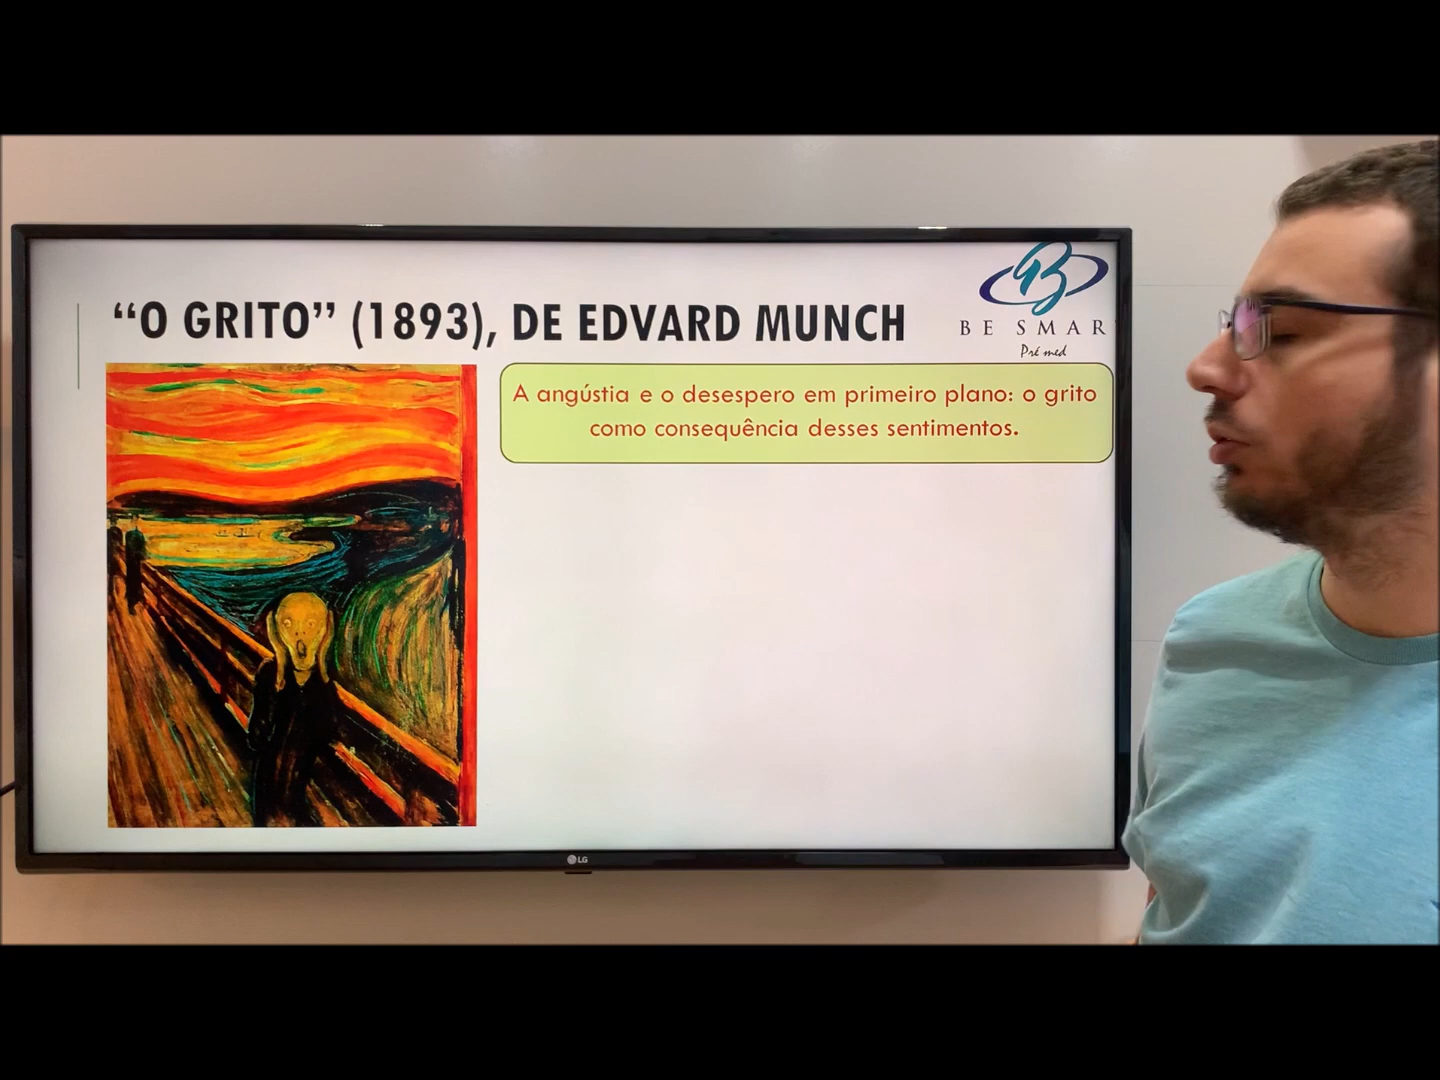 “O GRITO” (1893), DE EDVARD MUNCH
BE SMAR
Pré med
A angústia e o desespero em primeiro plano: o grito
como consequência desses sentimentos.
LG